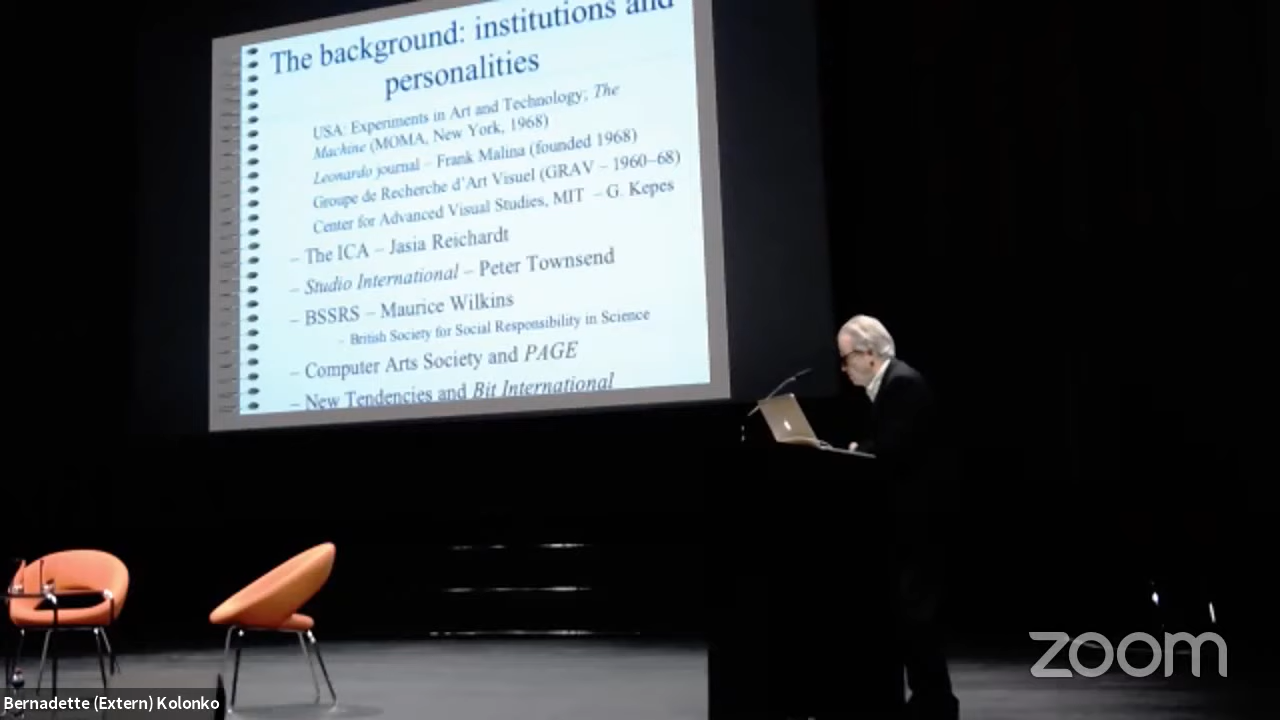 The background: institutions and
personalities
USA: Experiments in Art and Technology; The
Machine (MOMA, New York, 1968)
Leonardo journal – Frank Malina (founded 1968)
Groupe de Recherche d'Art Visuel (GRAV – 1960–68)
Center for Advanced Visual Studies, MIT – G. Kepes
– The ICA – Jasia Reichardt
– Studio International – Peter Townsend
– BSSRS – Maurice Wilkins
– British Society for Social Responsibility in Science
– Computer Arts Society and PAGE
– New Tendencies and Bit International
zoom
Bernadette (Extern) Kolonko